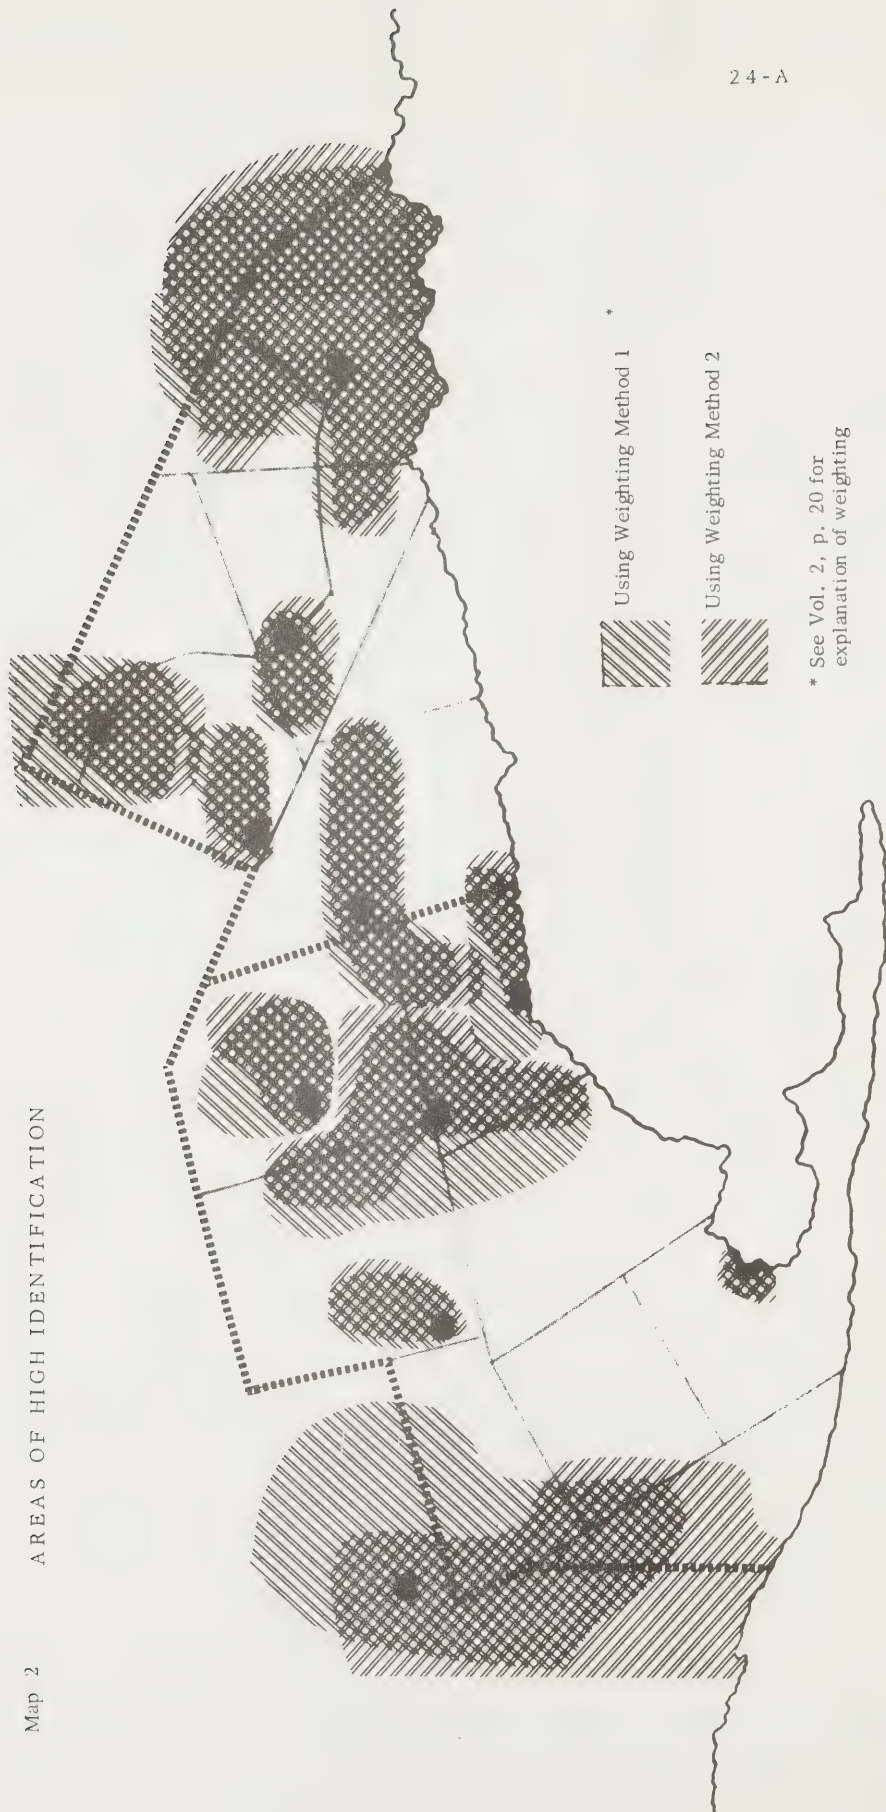 24-A
Map 2 AREAS OF HIGH IDENTIFICATION
Using Weighting Method 1 *
Using Weighting Method 2
* See Vol. 2, p. 20 for
explanation of weighting